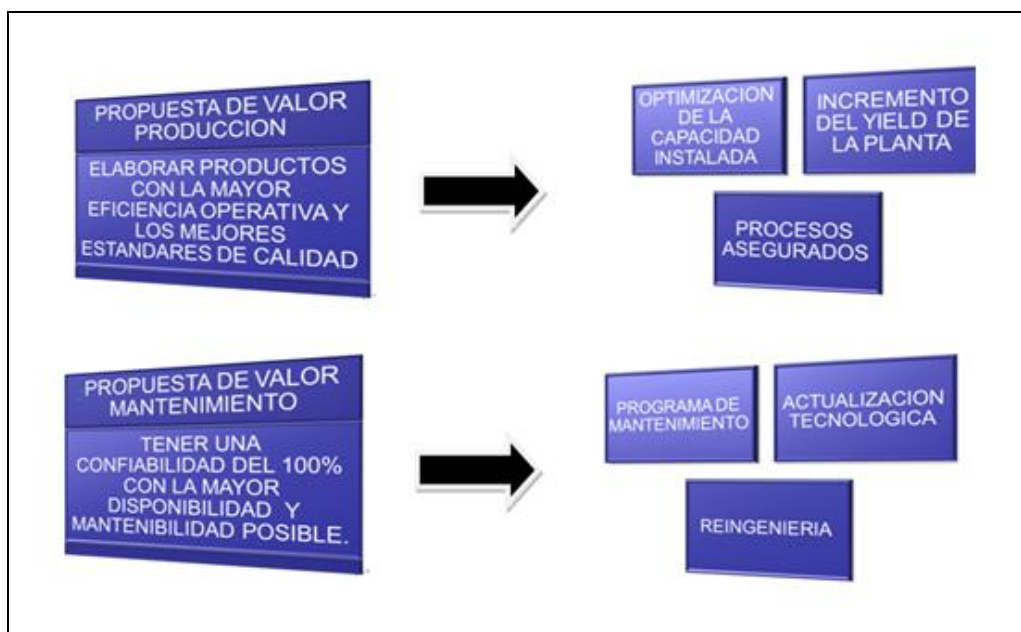 PROPUESTA DE VALOR
PRODUCCION
ELABORAR PRODUCTOS
CON LA MAYOR
EFICIENCIA OPERATIVA Y
LOS MEJORES
ESTANDARES DE CALIDAD
OPTIMIZACION
DE LA
CAPACIDAD
INSTALADA
INCREMENTO
DEL YIELD DE
LA PLANTA
PROCESOS
ASEGURADOS
PROPUESTA DE VALOR
MANTENIMIENTO
TENER UNA
CONFIABILIDAD DEL 100%
CON LA MAYOR
DISPONIBILIDAD Y
MANTENIBILIDAD POSIBLE.
PROGRAMA DE
MANTENIMIENTO
ACTUALIZACION
TECNOLOGICA
REINGENIERIA